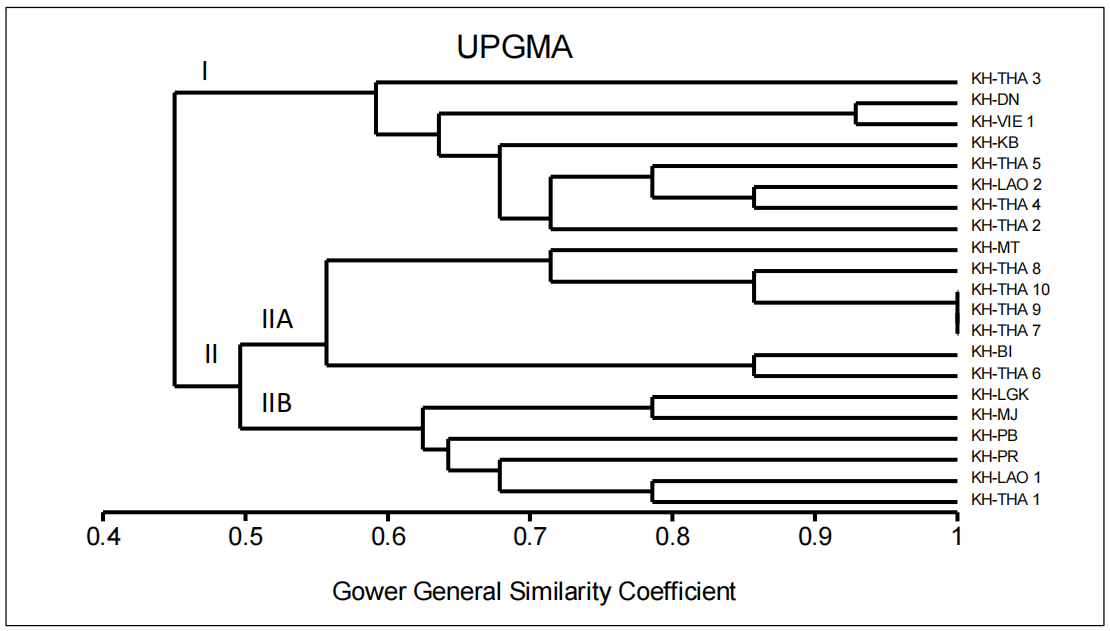 UPGMA
I
KH-THA 3
KH-DN
KH-VIE 1
KH-KB
KH-THA 5
KH-LAO 2
KH-THA 4
KH-THA 2
KH-MT
KH-THA 8
KH-THA 10
KH-THA 9
IIA
KH-THA 7
II
KH-BI
KH-THA 6
IIB
KH-LGK
KH-MJ
KH-PB
KH-PR
KH-LAO 1
KH-THA 1
0.4 0.5 0.6 0.7 0.8 0.9 1
Gower General Similarity Coefficient